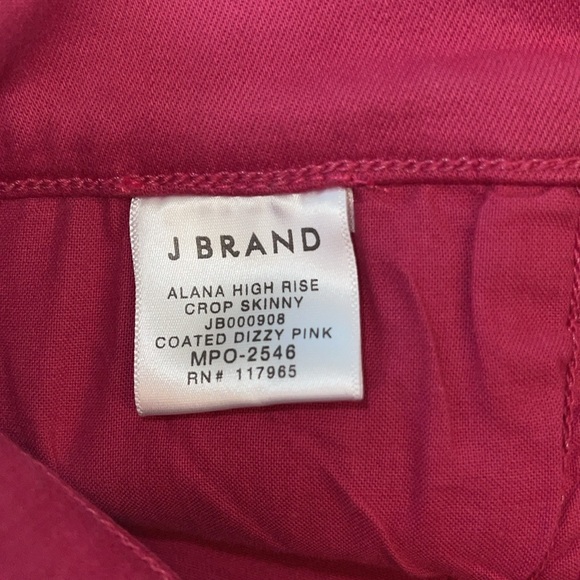 J BRAND
ALANA HIGH RISE
CROP SKINNY
JB000908
COATED DIZZY PINK
MPO-2546
RN# 117965